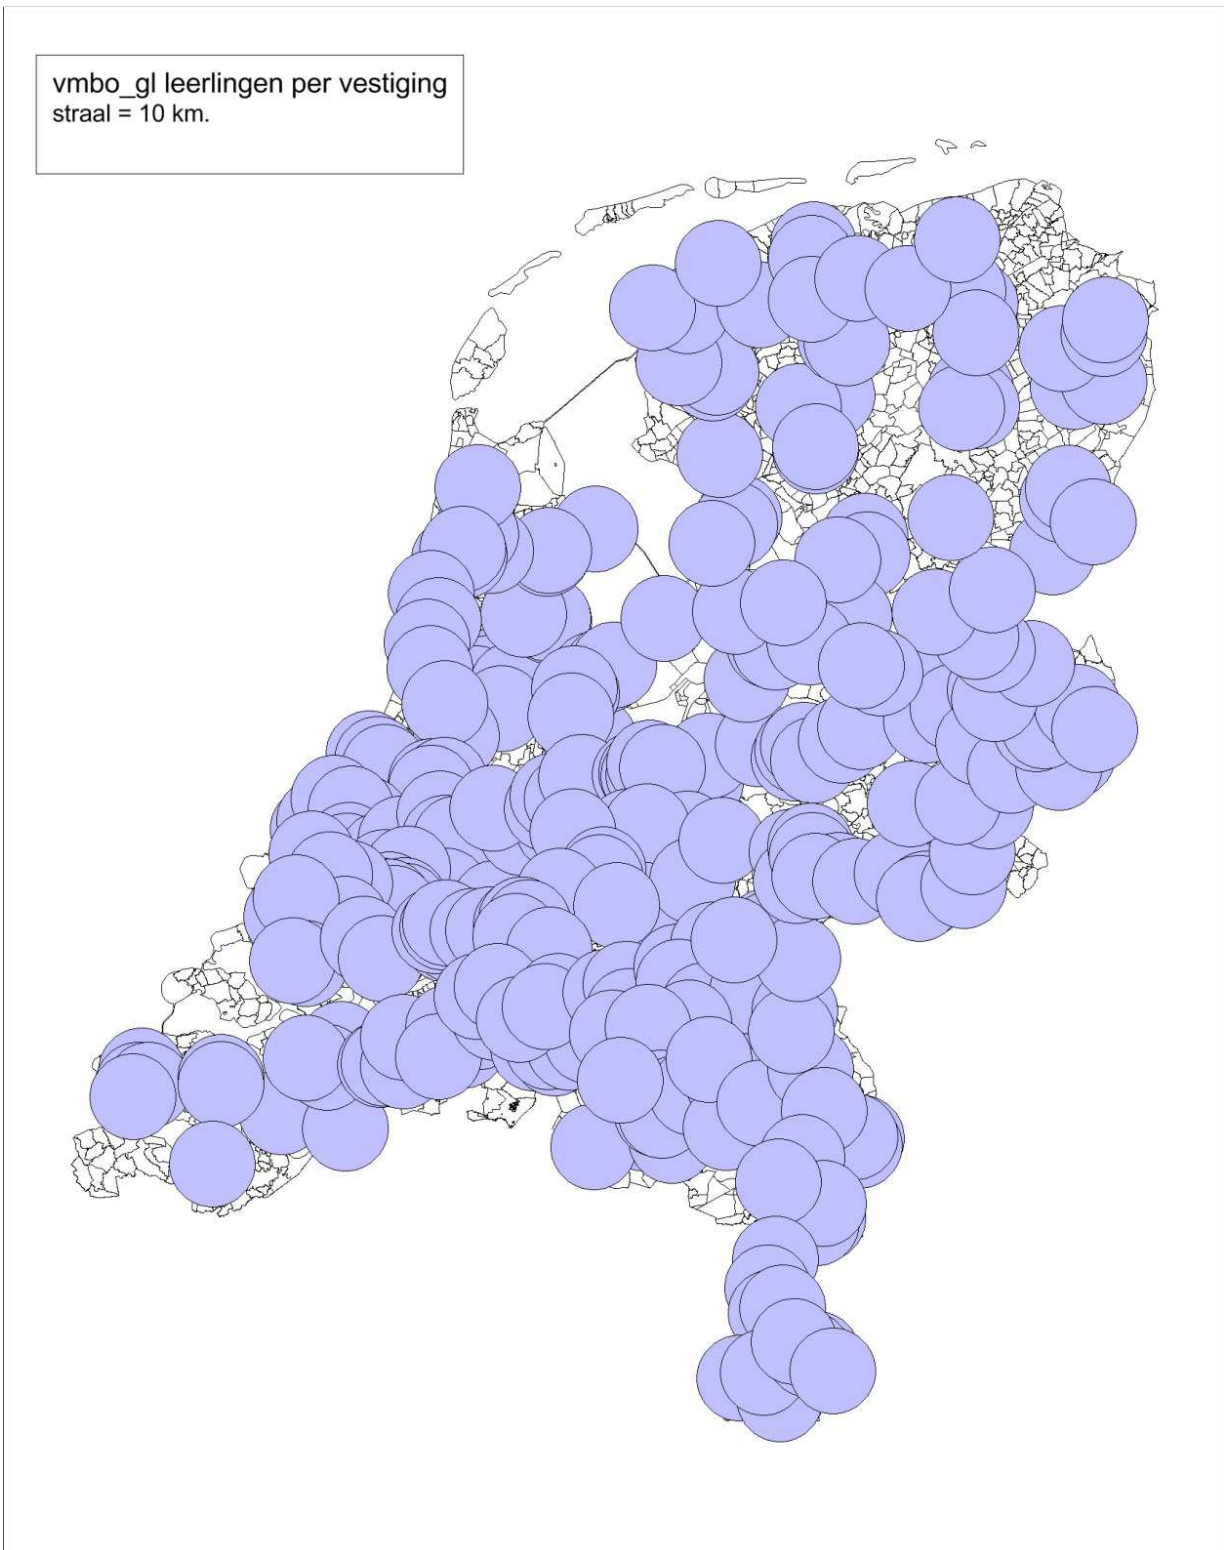 vmbo_gl leerlingen per vestiging
straal = 10 km.